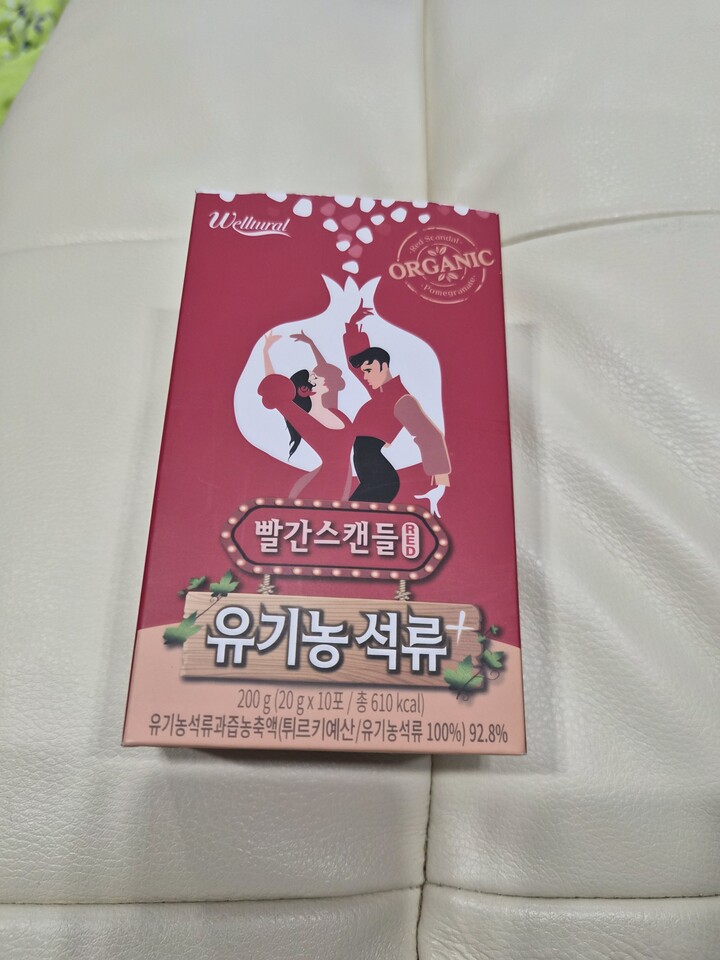 Welltural
Red Scandal
ORGANIC
Pomegranate
빨간스캔들 RED
유기농 석류+
200 g (20 g x 10포 / 총 610 kcal)
유기농석류과즙농축액(튀르키예산/유기농석류 100%) 92.8%